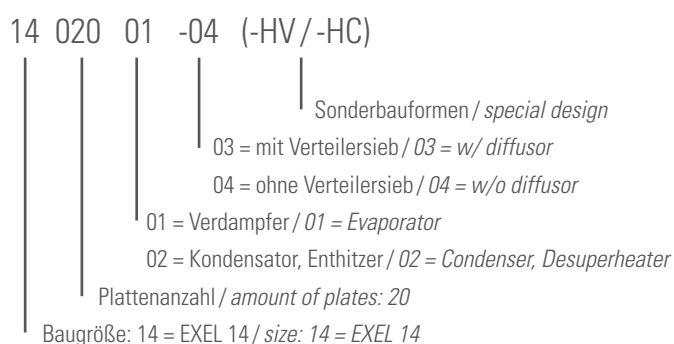 14 020 01 -04 (-HV / -HC)
Sonderbauformen / special design
03 = mit Verteilersieb / 03 = w/ diffusor
04 = ohne Verteilersieb / 04 = w/o diffusor
01 = Verdampfer / 01 = Evaporator
02 = Kondensator, Enthitzer / 02 = Condenser, Desuperheater
Plattenanzahl / amount of plates: 20
Baugröße: 14 = EXEL 14 / size: 14 = EXEL 14